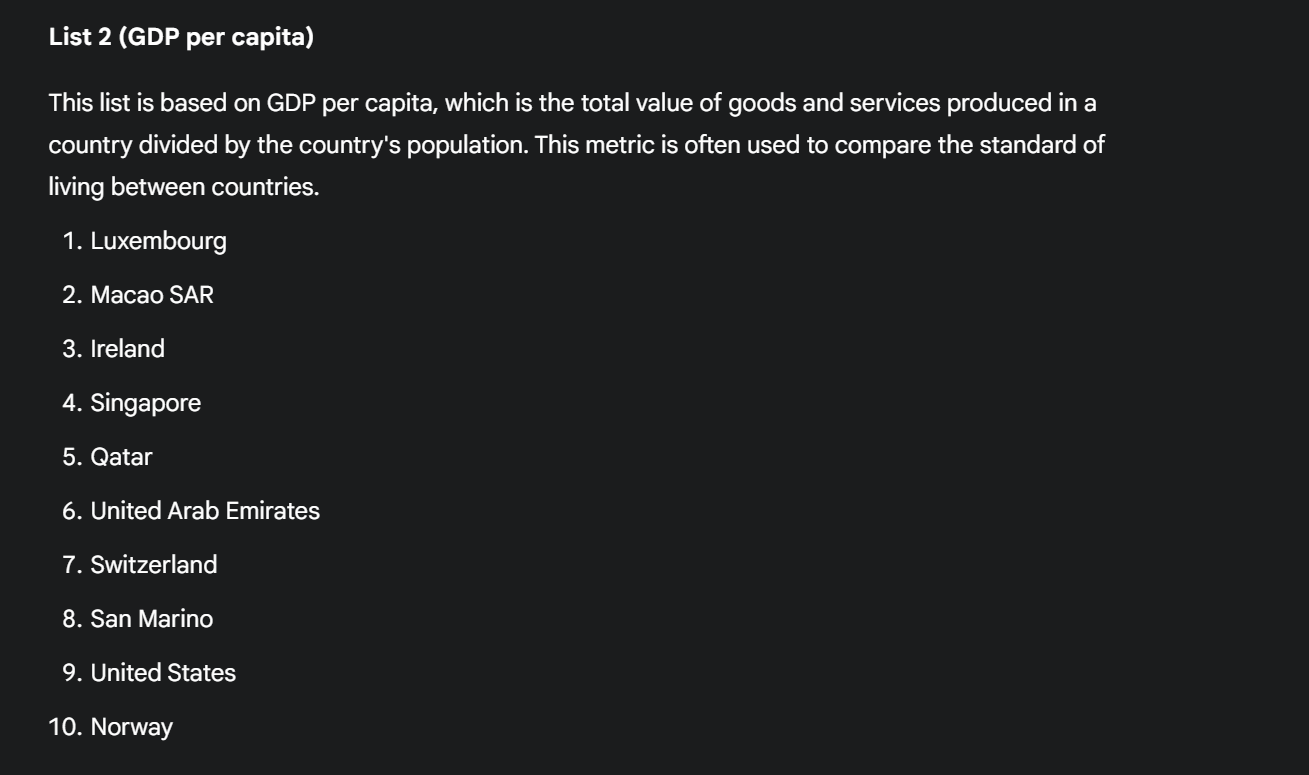 List 2 (GDP per capita)
This list is based on GDP per capita, which is the total value of goods and services produced in a
country divided by the country's population. This metric is often used to compare the standard of
living between countries.
1. Luxembourg
2. Macao SAR
3. Ireland
4. Singapore
5. Qatar
6. United Arab Emirates
7. Switzerland
8. San Marino
9. United States
10. Norway